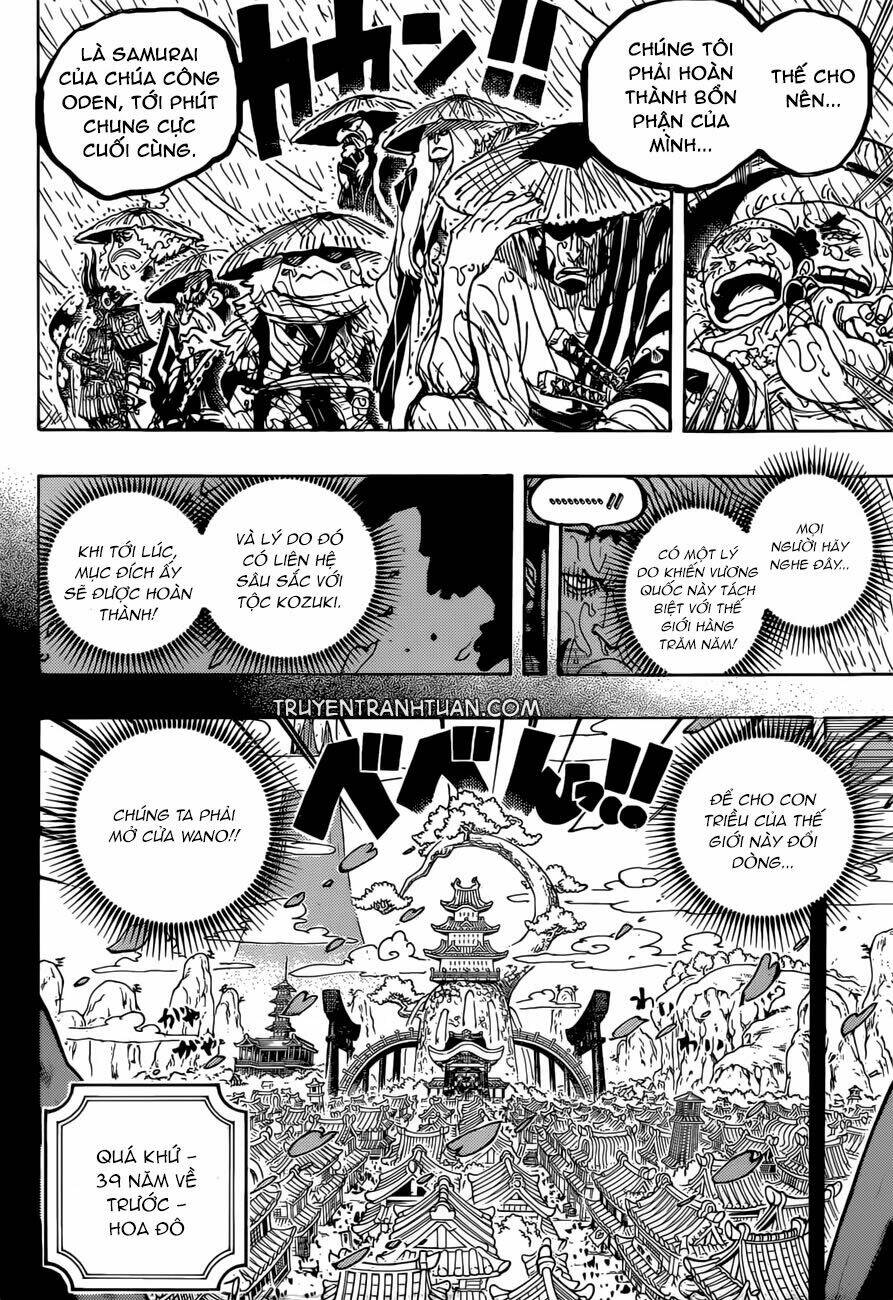 THẾ CHO
NÊN...
CHÚNG TÔI
PHẢI HOÀN
THÀNH BỔN
PHẬN CỦA
MÌNH...
カカン!!
LÀ SAMURAI
CỦA CHÚA CÔNG
ODEN, TỚI PHÚT
CHUNG CỰC
CUỐI CÙNG.
MỌI
NGƯỜI HÃY
NGHE ĐÂY...
CÓ MỘT LÝ
DO KHIẾN VƯƠNG
QUỐC NÀY TÁCH
BIỆT VỚI THẾ
GIỚI HÀNG
TRĂM NĂM!
..........!!
VÀ LÝ DO ĐÓ
CÓ LIÊN HỆ
SÂU SẮC VỚI
TỘC KOZUKI.
KHI TỚI LÚC,
MỤC ĐÍCH ẤY
SẼ ĐƯỢC HOÀN
THÀNH!
TRUYENTRANHTUAN.COM
ĐỂ CHO CON
TRIỀU CỦA THẾ
GIỚI NÀY ĐỔI
DÒNG...
べべんっ!!
CHÚNG TA PHẢI
MỞ CỬA WANO!!
QUÁ KHỨ -
39 NĂM VỀ
TRƯỚC -
HOA ĐÔ